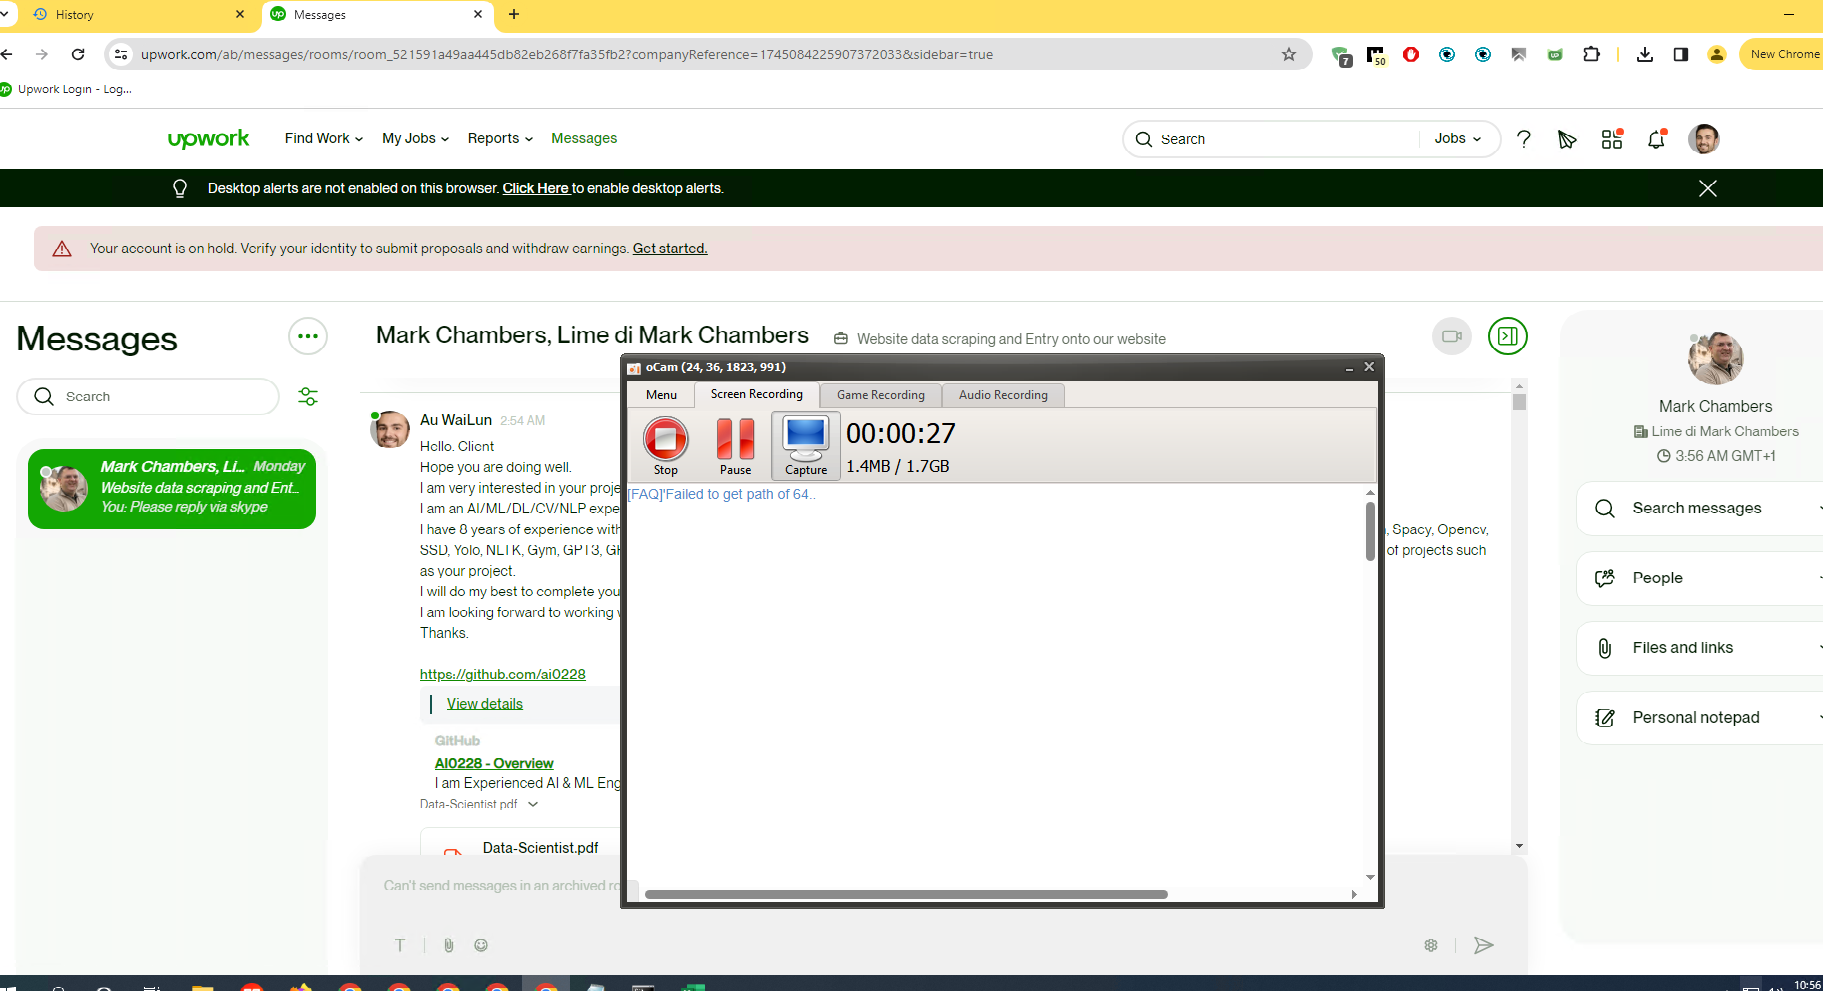 History
Messages
upwork.com/ab/messages/rooms/room_521591a49aa445db82eb268f7fa35fb2?companyReference=1745084225907372033&sidebar=true
7
50
New Chrome
Upwork Login - Log...
upwork
Find Work
My Jobs
Reports
Messages
Search
Jobs
Desktop alerts are not enabled on this browser. Click Here to enable desktop alerts.
Your account is on hold. Verify your identity to submit proposals and withdraw earnings. Get started.
Messages
Search
Mark Chambers, Li... Monday
Website data scraping and Ent...
You: Please reply via skype
Mark Chambers, Lime di Mark Chambers
Website data scraping and Entry onto our website
Au WaiLun 2:54 AM
Hello. Client
Hope you are doing well.
I am very interested in your proje
I am an AI/ML/DL/CV/NLP expe
I have 8 years of experience with , Spacy, Opencv,
SSD, Yolo, NLTK, Gym, GPT3, of projects such
as your project.
I will do my best to complete you
I am looking forward to working
Thanks.
https://github.com/ai0228
View details
GitHub
AI0228 - Overview
I am Experienced AI & ML Eng
Data-Scientist.pdf
Data-Scientist.pdf
Can't send messages in an archived ro
oCam (24, 36, 1823, 991)
Menu
Screen Recording
Game Recording
Audio Recording
Stop
Pause
Capture
00:00:27
1.4MB / 1.7GB
[FAQ]'Failed to get path of 64..
Mark Chambers
Lime di Mark Chambers
3:56 AM GMT+1
Search messages
People
Files and links
Personal notepad
10:56